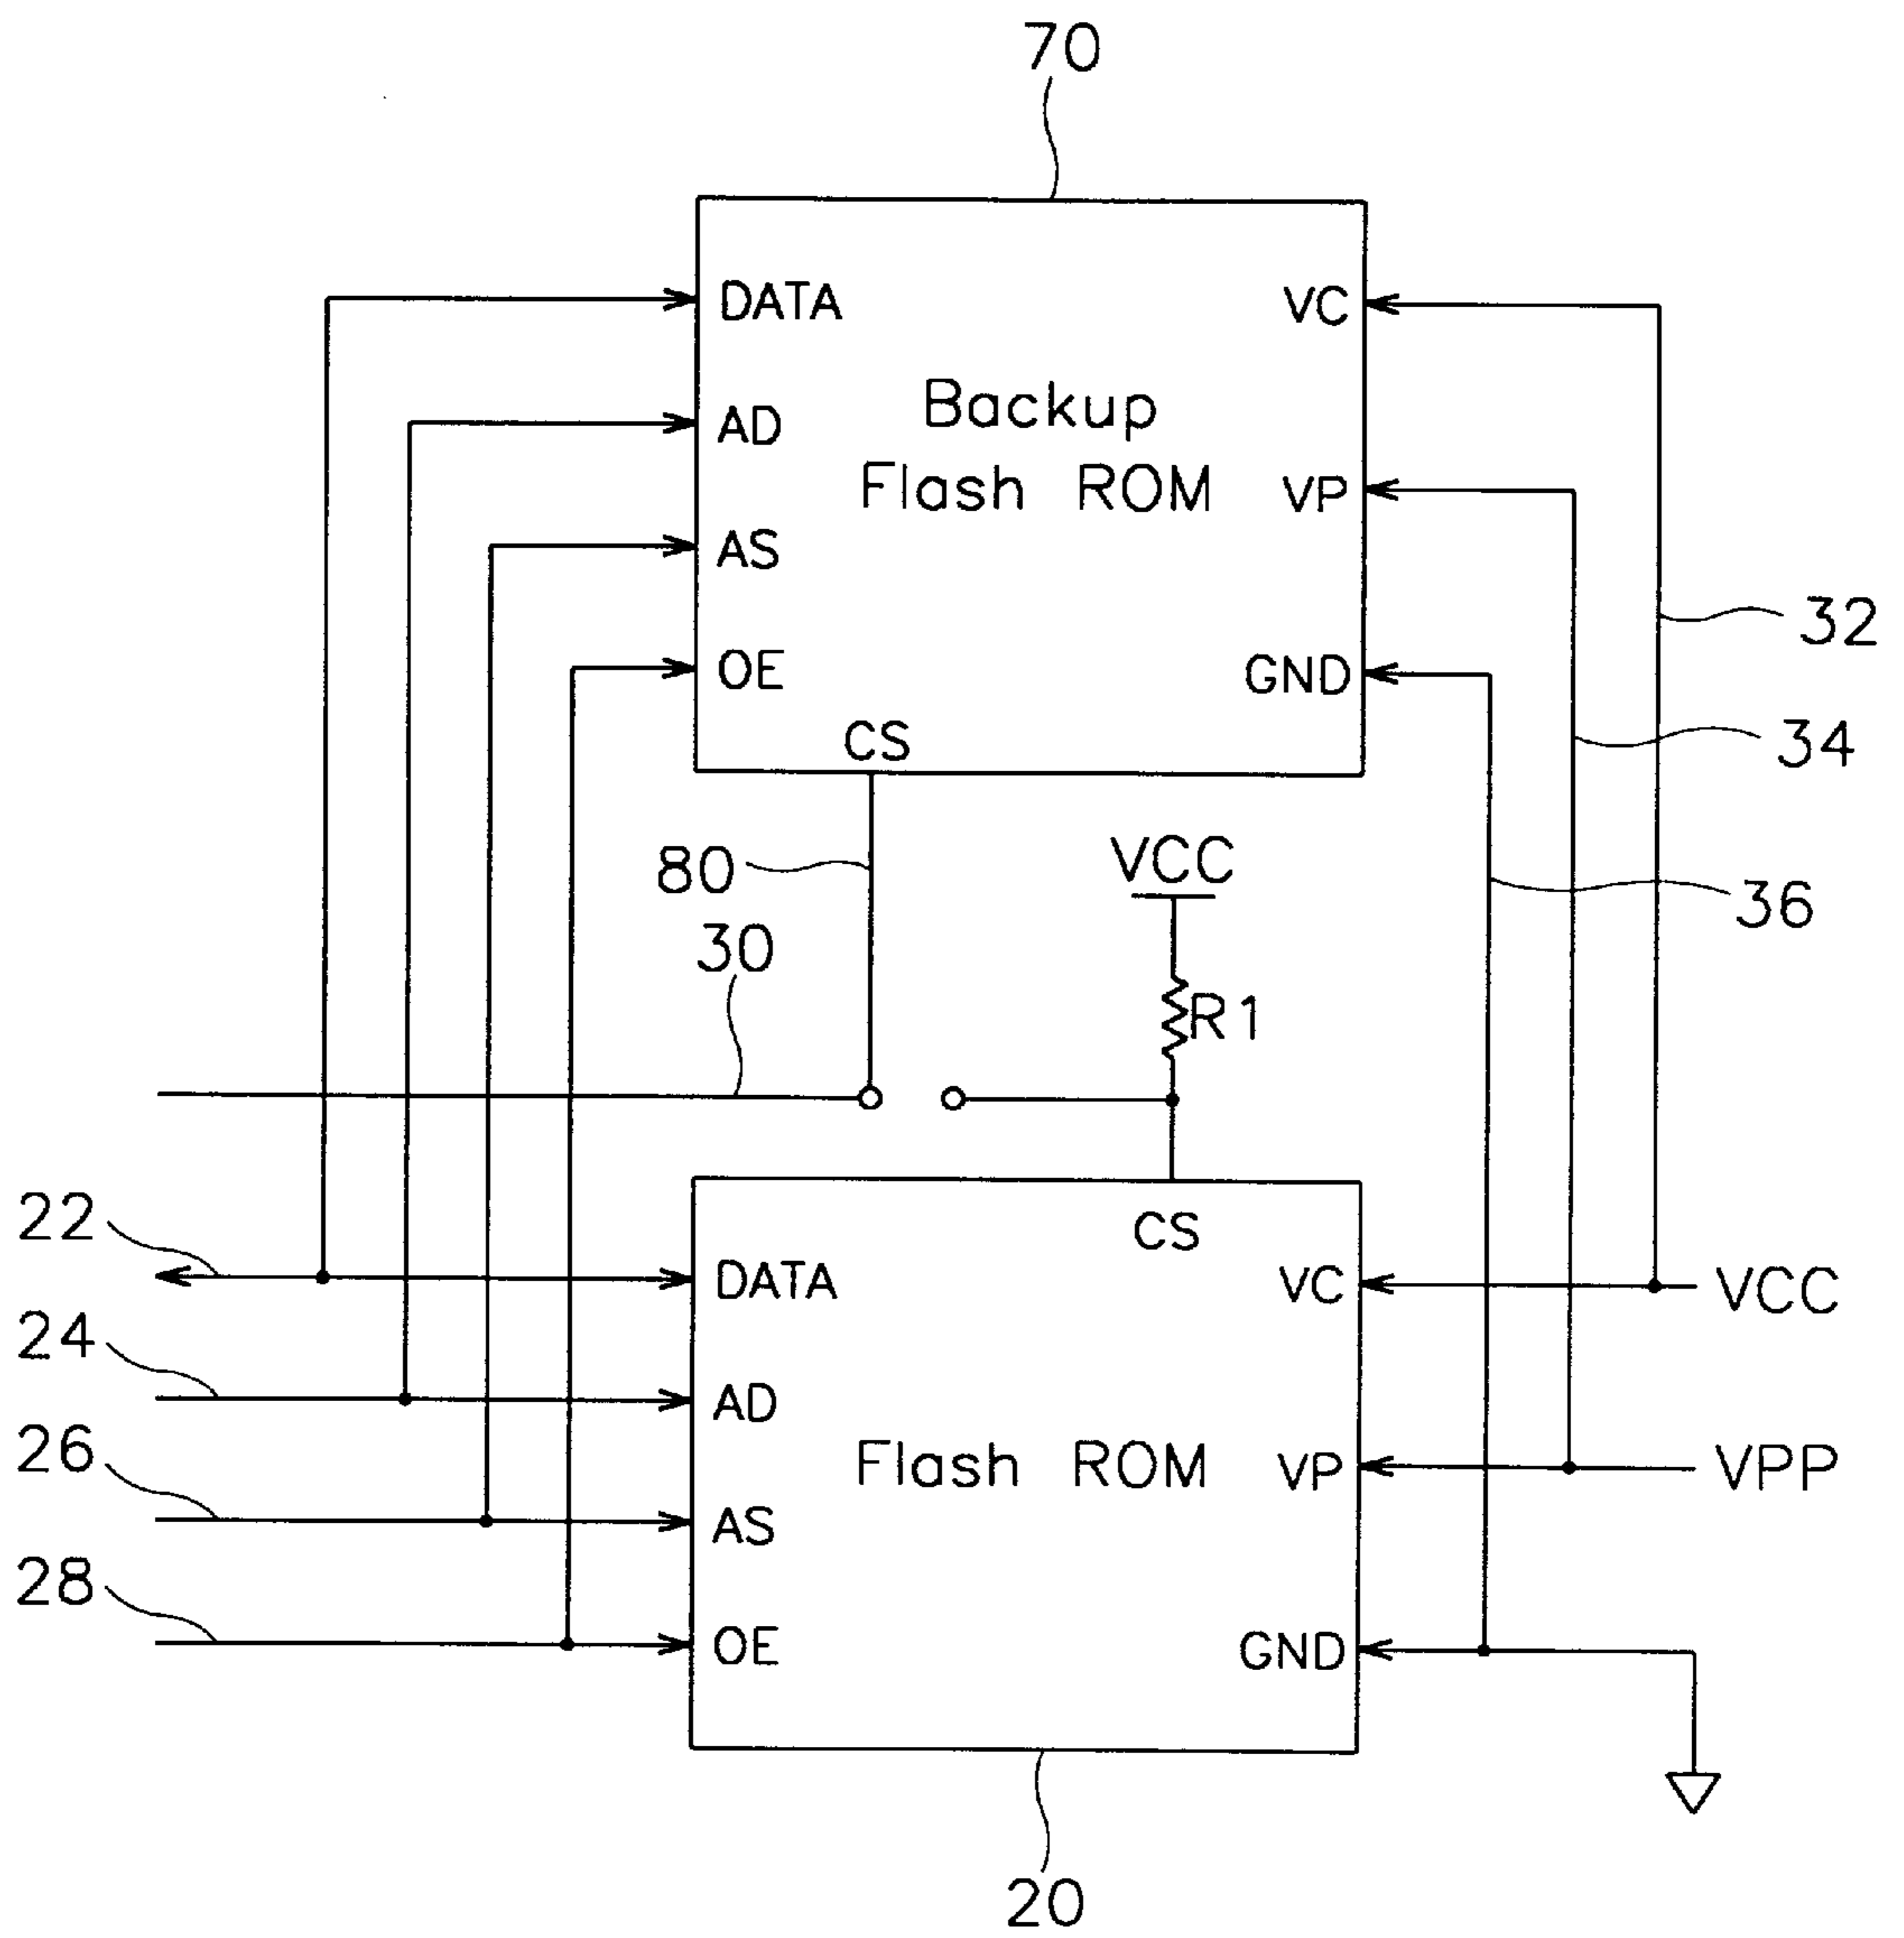 70
DATA
VC
AD
Backup
Flash ROM
VP
AS
OE
GND
CS
32
34
80
VCC
36
30
R1
22
CS
DATA
VC
VCC
24
AD
26
Flash ROM
VP
VPP
AS
28
OE
GND
20